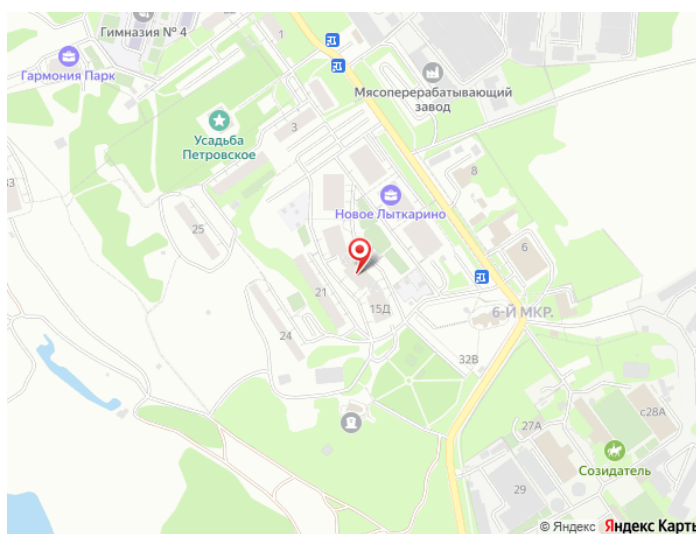 Гимназия № 4
1
Гармония Парк
Мясоперерабатывающий
завод
3
Усадьба
Петровское
8
33
25
Новое Лыткарино
6
21
15Д
6-Й МКР.
24
32В
с28А
27А
Созидатель
29
© Яндекс Яндекс Карты